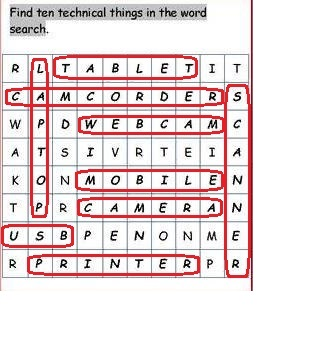 Find ten technical things in the word
search.
R L T A B L E T I T
C A M C O R D E R S
W P D W E B C A M C
A T S I V R T E I A
K O N M O B I L E N
T P R C A M E R A N
U S B P E N O N M E
R P R I N T E R P R